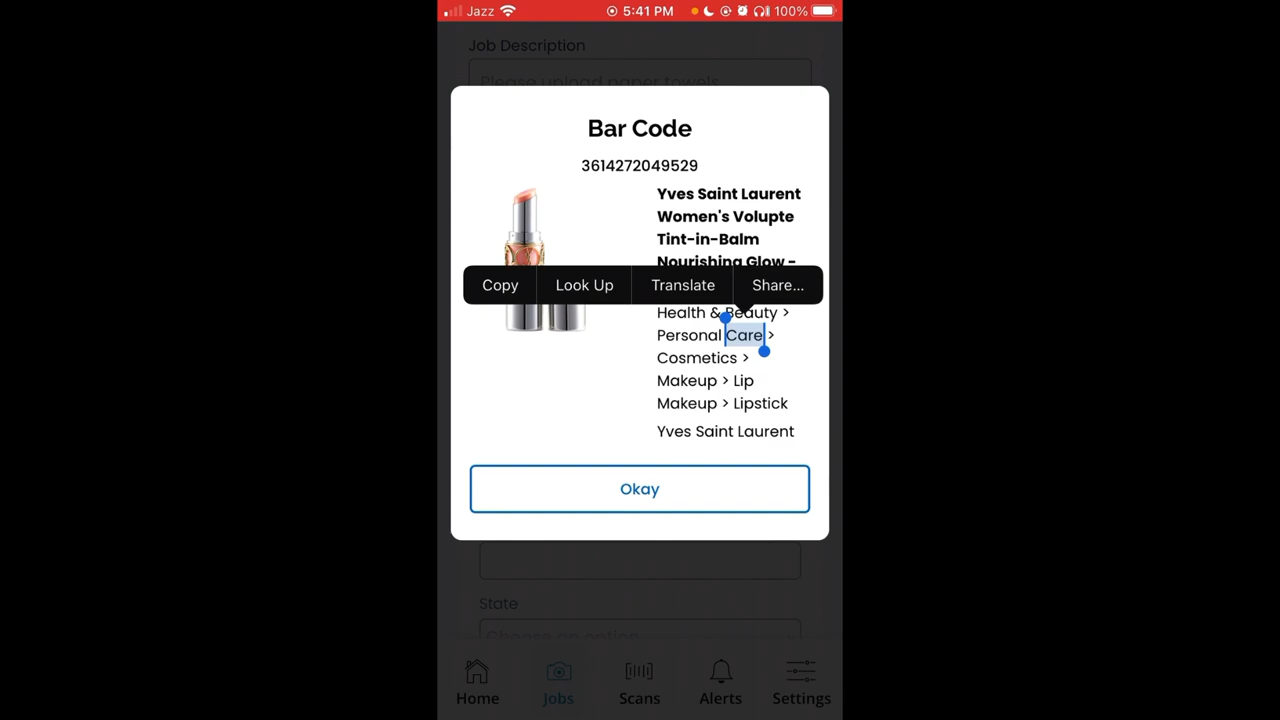 Jazz 5:41 PM 100%
Job Description
Please upload paper towels
Bar Code
3614272049529
Yves Saint Laurent
Women's Volupte
Tint-in-Balm
Nourishing Glow -
Copy Look Up Translate Share...
Health & Beauty >
Personal Care >
Cosmetics >
Makeup > Lip
Makeup > Lipstick
Yves Saint Laurent
Okay
State
Choose an option
Home Jobs Scans Alerts Settings